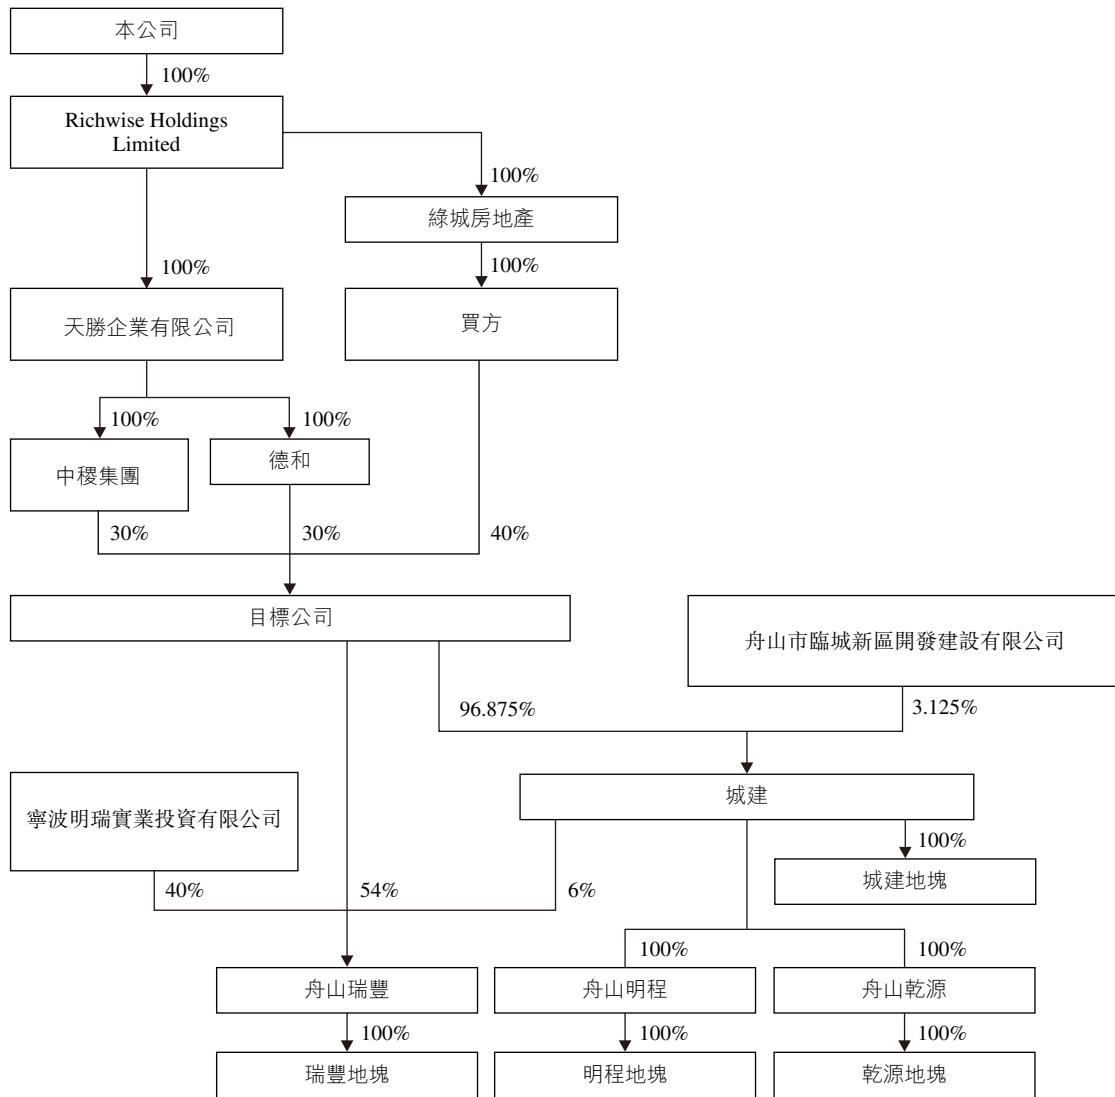 本公司
100%
Richwise Holdings
Limited
100%
綠城房地產
100%
100%
天勝企業有限公司
買方
100%
100%
中稷集團
德和
30%
30%
40%
目標公司
舟山市臨城新區開發建設有限公司
96.875%
3.125%
寧波明瑞實業投資有限公司
城建
100%
城建地塊
40%
54%
6%
100%
100%
舟山瑞豐
舟山明程
舟山乾源
100%
100%
100%
瑞豐地塊
明程地塊
乾源地塊